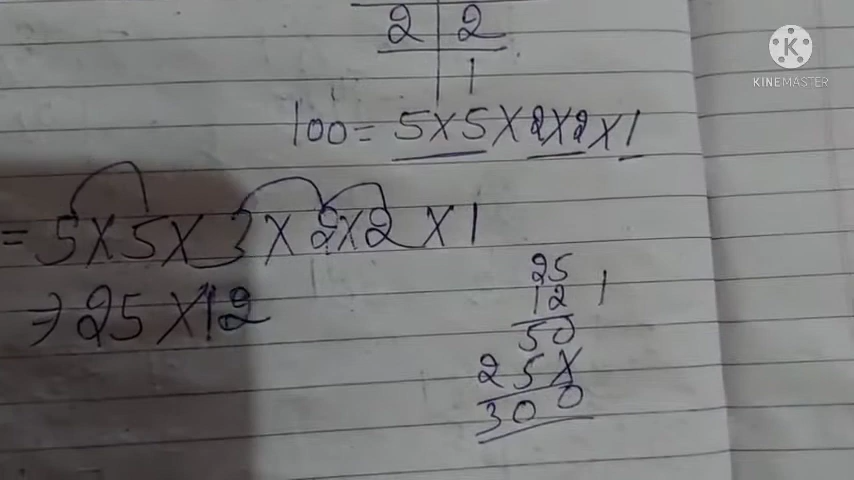 2 | 2
1
K
KINEMASTER
100 = 5×5×2×2×1
= 5×5×3×2×2×1
⇒ 25×12
25
12 1
50
25×
300